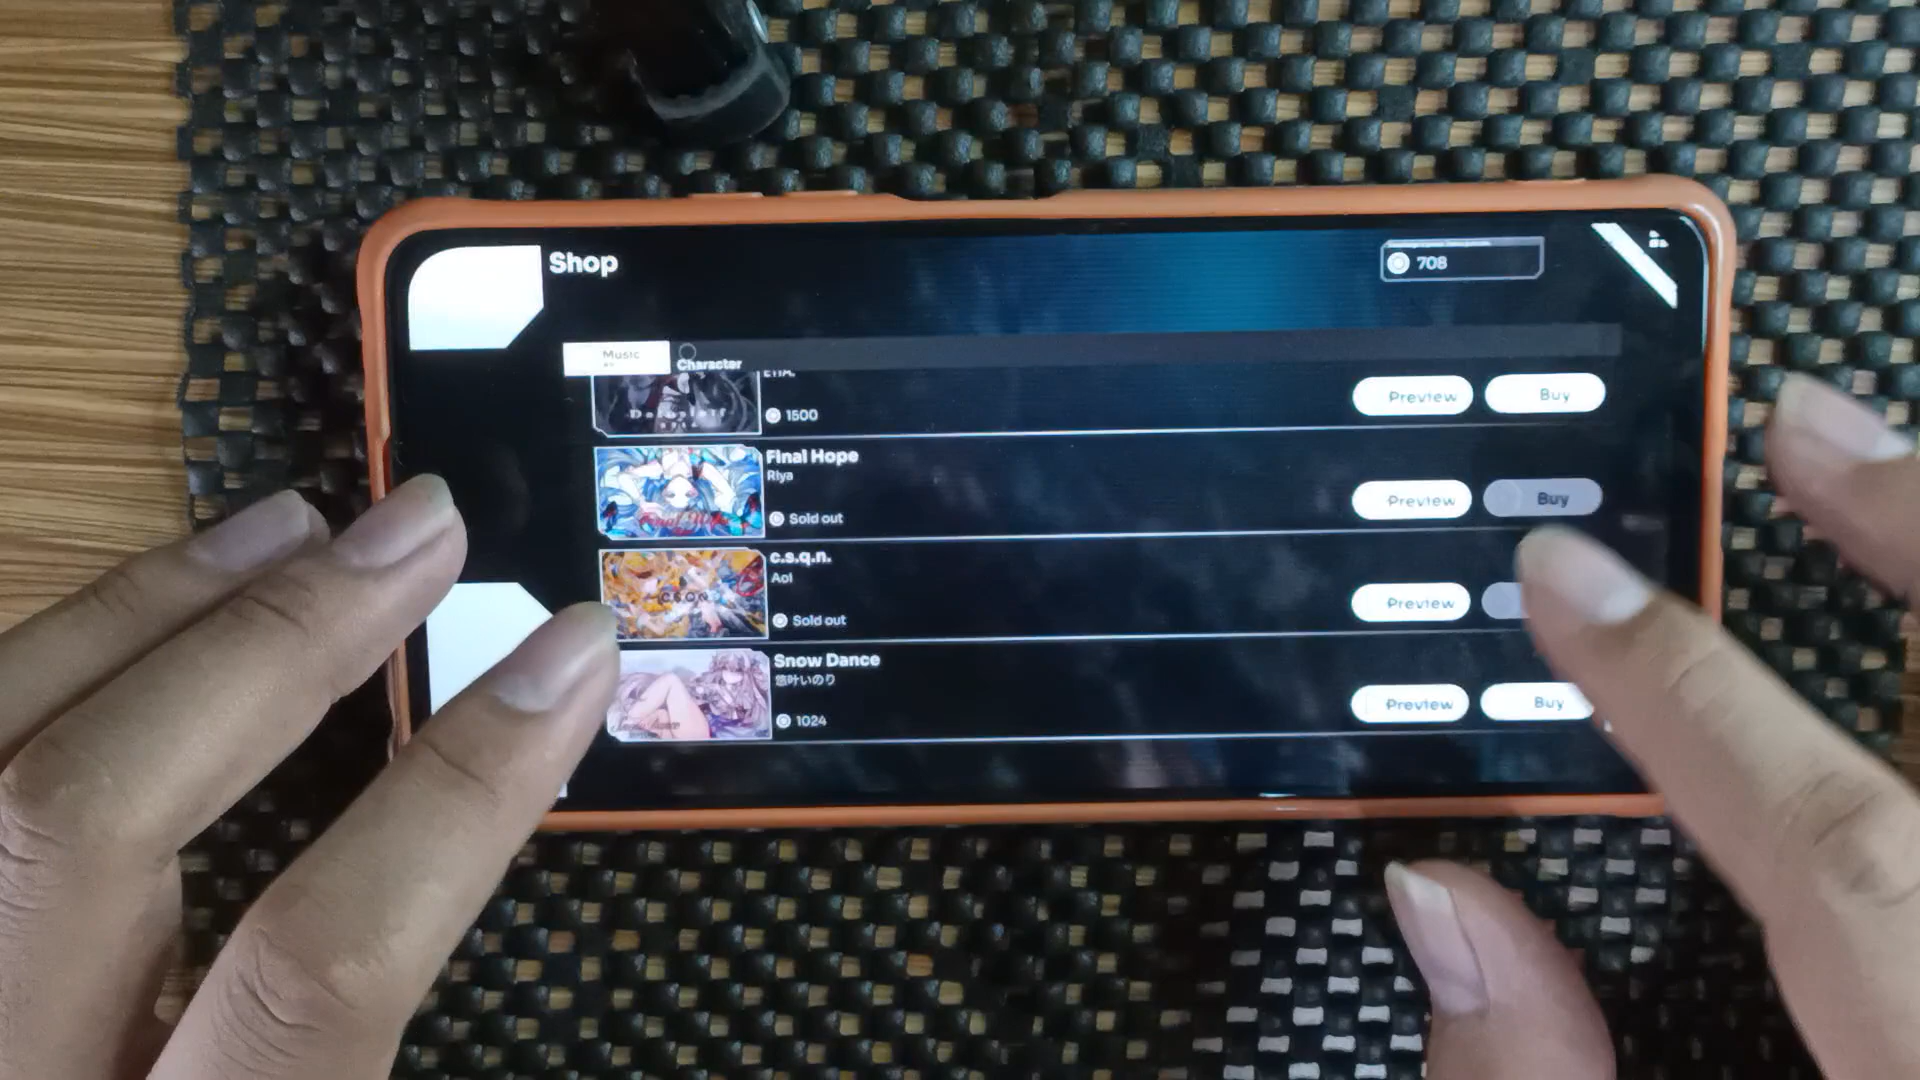 Shop
708
Music
Character
1500
Preview
Buy
Final Hope
Riya
Sold out
Preview
Buy
c.s.q.n.
Aoi
Sold out
Preview
Snow Dance
悠叶いのり
1024
Preview
Buy